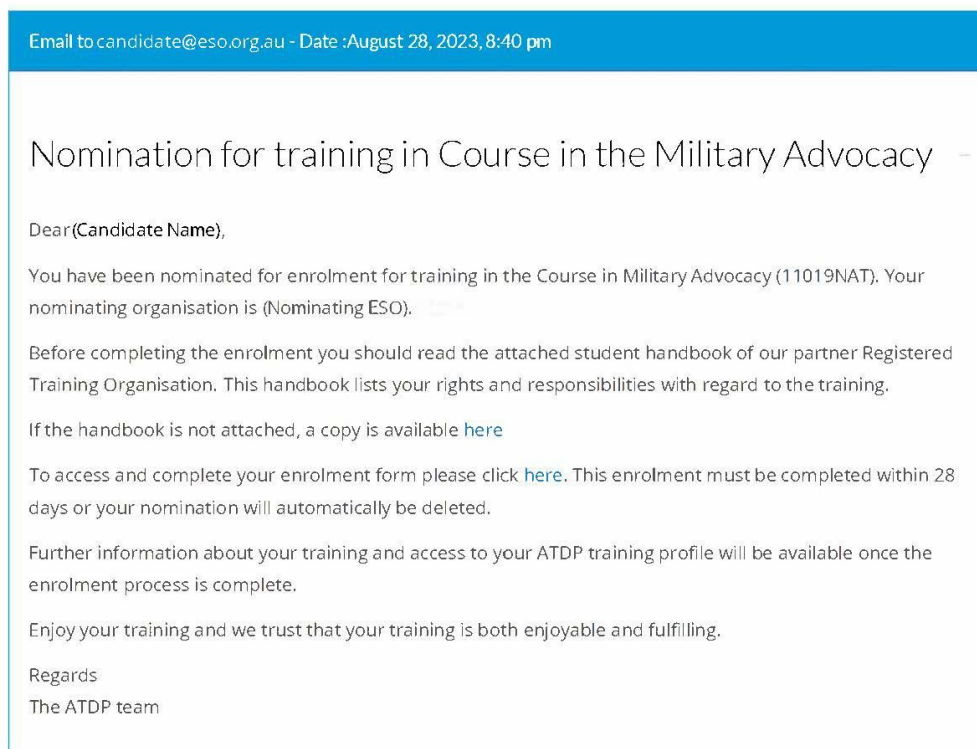 Email to candidate@eso.org.au - Date :August 28, 2023, 8:40 pm
Nomination for training in Course in the Military Advocacy
Dear (Candidate Name),
You have been nominated for enrolment for training in the Course in Military Advocacy (11019NAT). Your
nominating organisation is (Nominating ESO).
Before completing the enrolment you should read the attached student handbook of our partner Registered
Training Organisation. This handbook lists your rights and responsibilities with regard to the training.
If the handbook is not attached, a copy is available here
To access and complete your enrolment form please click here. This enrolment must be completed within 28
days or your nomination will automatically be deleted.
Further information about your training and access to your ATDP training profile will be available once the
enrolment process is complete.
Enjoy your training and we trust that your training is both enjoyable and fulfilling.
Regards
The ATDP team